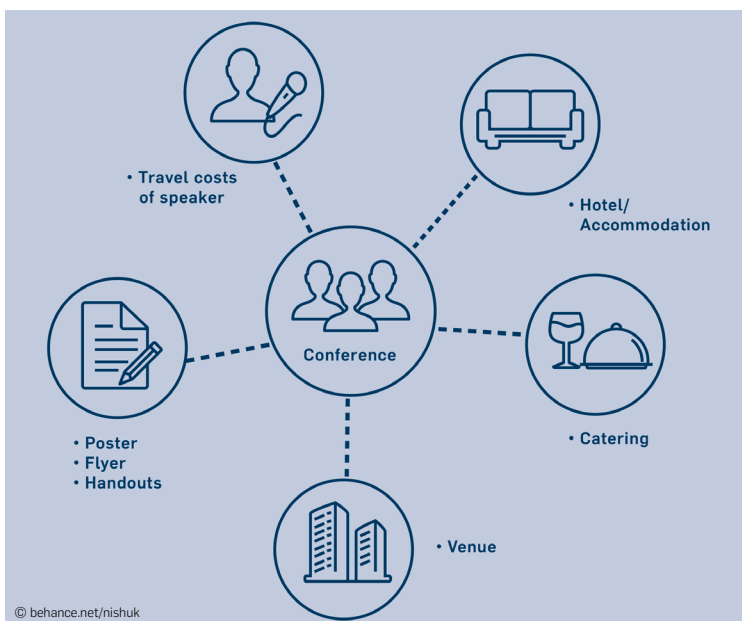 • Travel costs
of speaker
• Hotel/
Accommodation
Conference
• Poster
• Flyer
• Handouts
• Catering
• Venue
© behance.net/nishuk